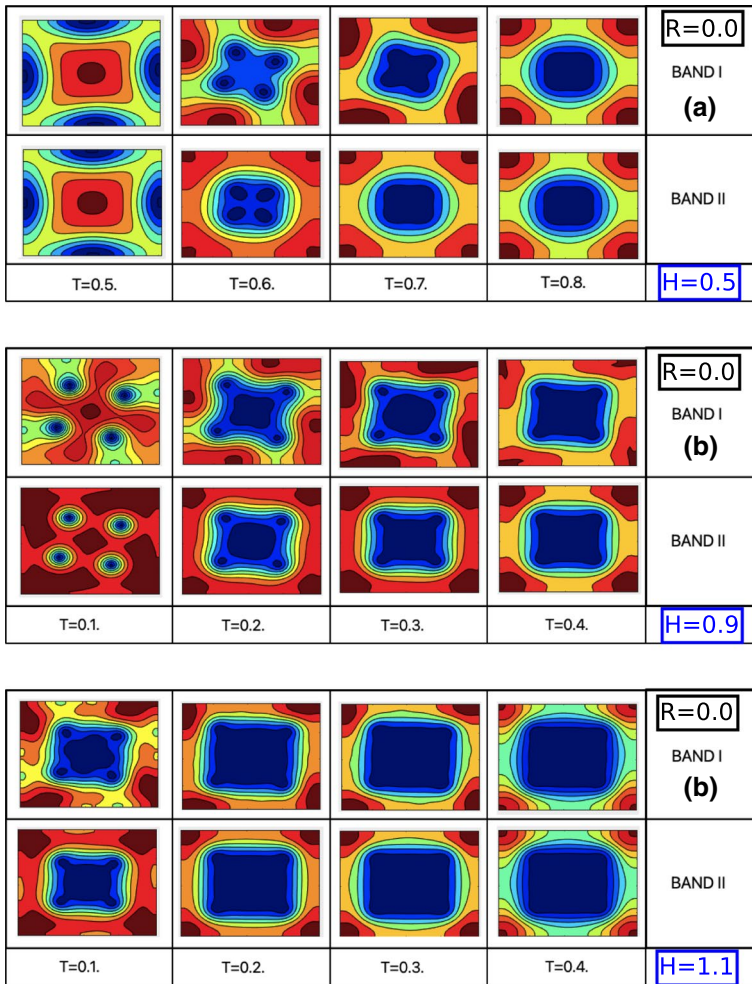 R=0.0
BAND I
(a)
BAND II
T=0.5. T=0.6. T=0.7. T=0.8. H=0.5
R=0.0
BAND I
(b)
BAND II
T=0.1. T=0.2. T=0.3. T=0.4. H=0.9
R=0.0
BAND I
(b)
BAND II
T=0.1. T=0.2. T=0.3. T=0.4. H=1.1